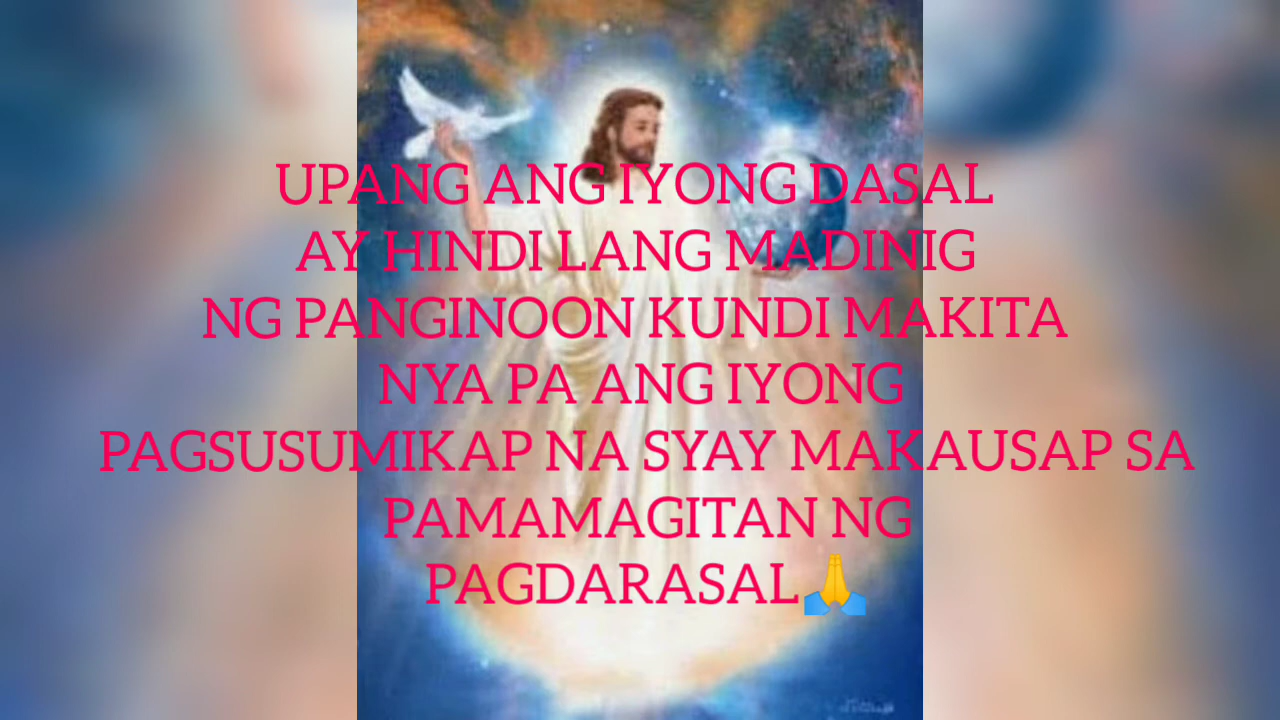 UPANG ANG IYONG DASAL
AY HINDI LANG MADINIG
NG PANGINOON KUNDI MAKITA
NYA PA ANG IYONG
PAGSUSUMIKAP NA SYAY MAKAUSAP SA
PAMAMAGITAN NG
PAGDARASAL🙏